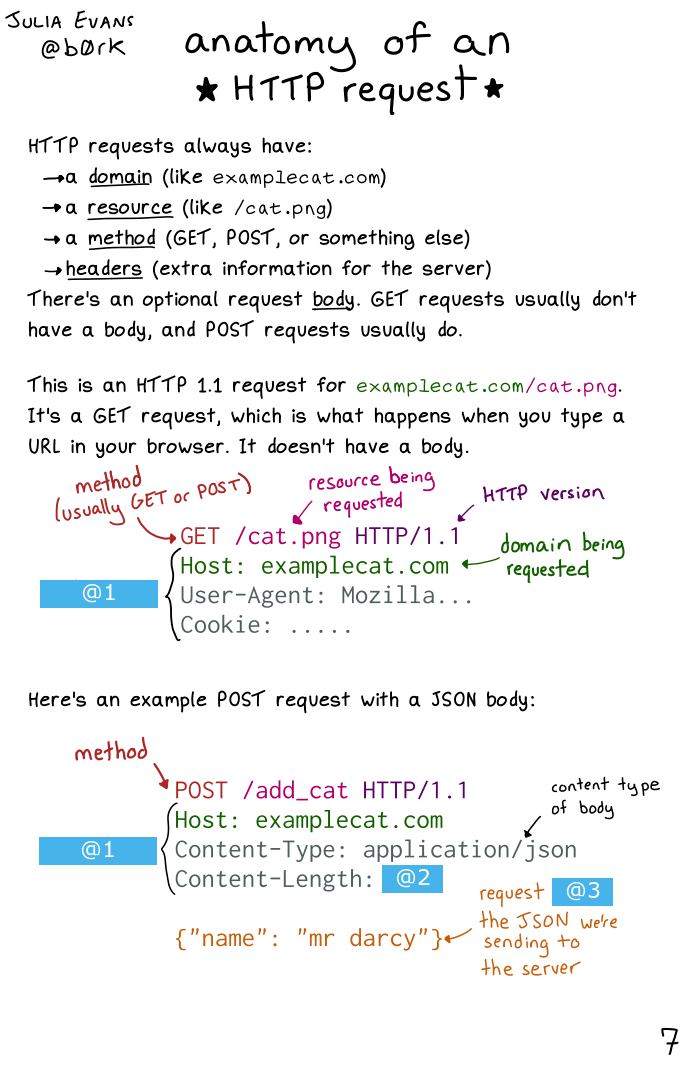 JULIA EVANS
@bØrk
anatomy of an
★ HTTP request ★
HTTP requests always have:
→ a domain (like examplecat.com)
→ a resource (like /cat.png)
→ a method (GET, POST, or something else)
→ headers (extra information for the server)
There's an optional request body. GET requests usually don't
have a body, and POST requests usually do.
This is an HTTP 1.1 request for examplecat.com/cat.png.
It's a GET request, which is what happens when you type a
URL in your browser. It doesn't have a body.
method
(usually GET or POST)
resource being
requested
HTTP version
GET /cat.png HTTP/1.1
Host: examplecat.com
domain being
requested
@1
User-Agent: Mozilla...
Cookie: .....
Here's an example POST request with a JSON body:
method
POST /add_cat HTTP/1.1
content type
of body
Host: examplecat.com
@1
Content-Type: application/json
Content-Length: @2
{"name": "mr darcy"}
request @3
the JSON we're
sending to
the server
7